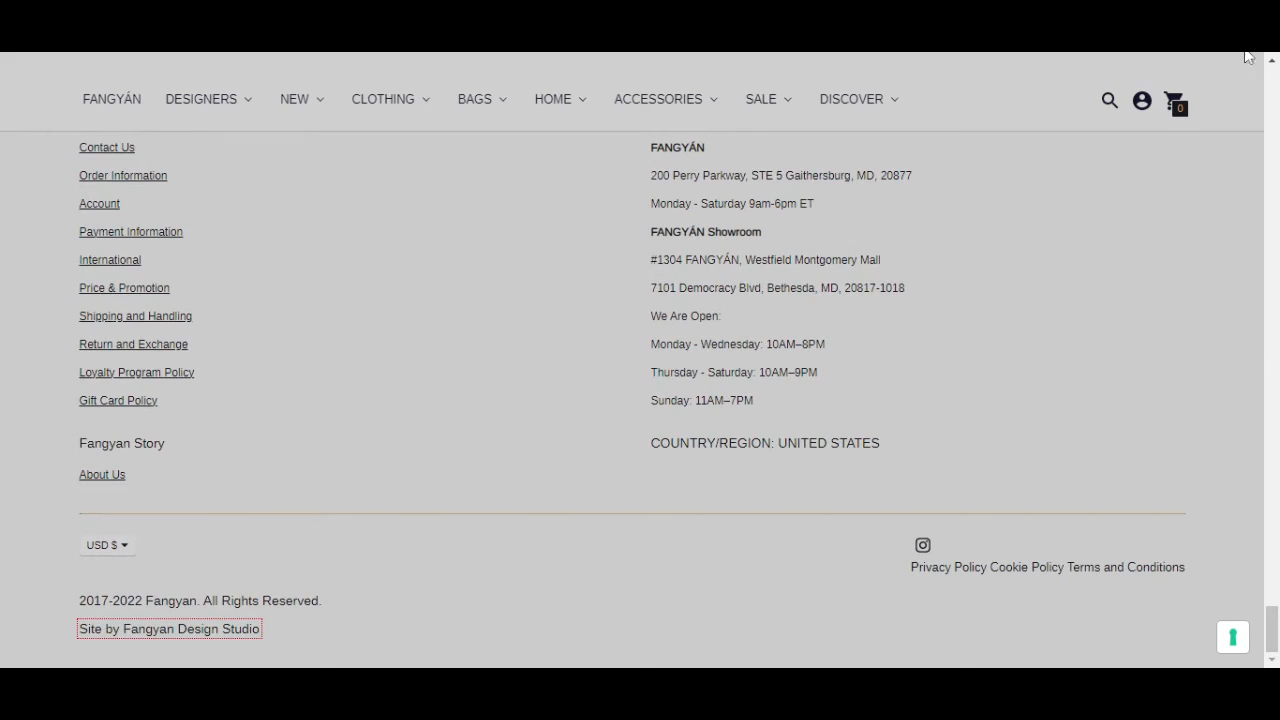 FANGYÁN DESIGNERS NEW CLOTHING BAGS HOME ACCESSORIES SALE DISCOVER
0
Contact Us
Order Information
Account
Payment Information
International
Price & Promotion
Shipping and Handling
Return and Exchange
Loyalty Program Policy
Gift Card Policy
Fangyan Story
About Us
FANGYÁN
200 Perry Parkway, STE 5 Gaithersburg, MD, 20877
Monday - Saturday 9am-6pm ET
FANGYÁN Showroom
#1304 FANGYÁN, Westfield Montgomery Mall
7101 Democracy Blvd, Bethesda, MD, 20817-1018
We Are Open:
Monday - Wednesday: 10AM–8PM
Thursday - Saturday: 10AM–9PM
Sunday: 11AM–7PM
COUNTRY/REGION: UNITED STATES
USD $
Privacy Policy Cookie Policy Terms and Conditions
2017-2022 Fangyan. All Rights Reserved.
Site by Fangyan Design Studio